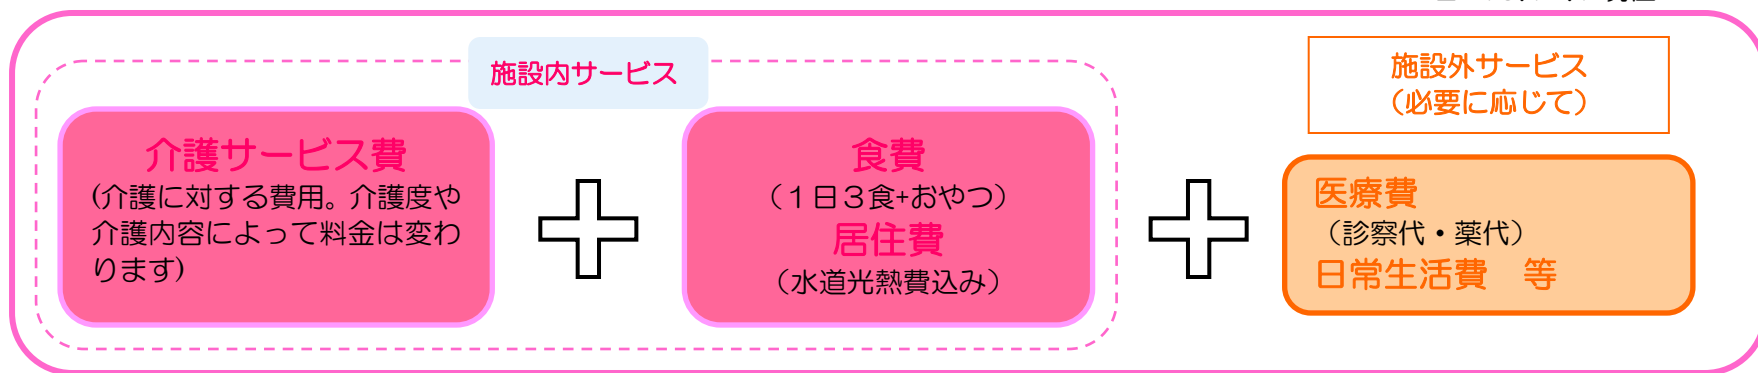 施設内サービス
介護サービス費
(介護に対する費用。介護度や
介護内容によって料金は変わ
ります)
食費
（１日３食+おやつ）
居住費
（水道光熱費込み）
施設外サービス
（必要に応じて）
医療費
（診察代・薬代）
日常生活費　等